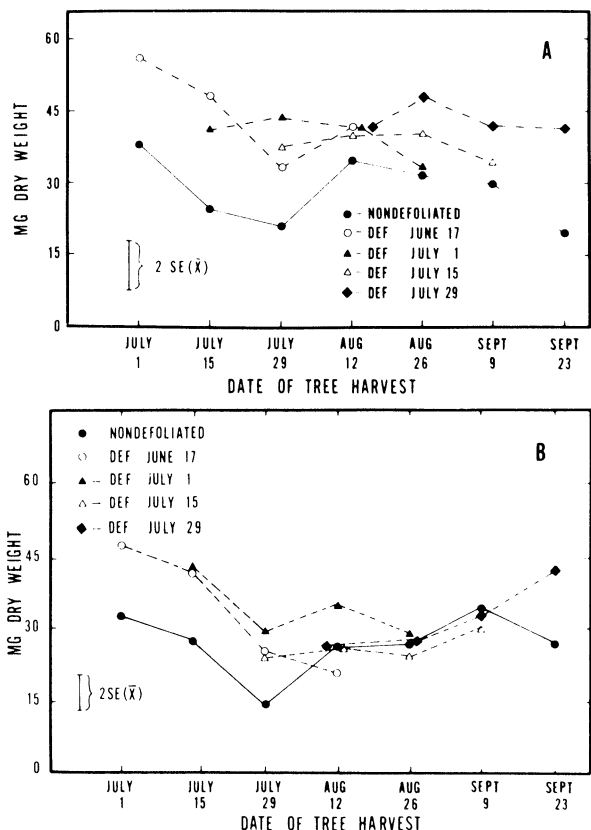 60
A
45
MG DRY WEIGHT
30
NONDEFOLIATED
DEF JUNE 17
DEF JULY 1
DEF JULY 15
DEF JULY 29
2 SE(X̄)
15
0
JULY 1
JULY 15
JULY 29
AUG 12
AUG 26
SEPT 9
SEPT 23
DATE OF TREE HARVEST
NONDEFOLIATED
DEF JUNE 17
DEF JULY 1
DEF JULY 15
DEF JULY 29
B
60
45
MG DRY WEIGHT
30
15
2SE(X̄)
0
JULY 1
JULY 15
JULY 29
AUG 12
AUG 26
SEPT 9
SEPT 23
DATE OF TREE HARVEST